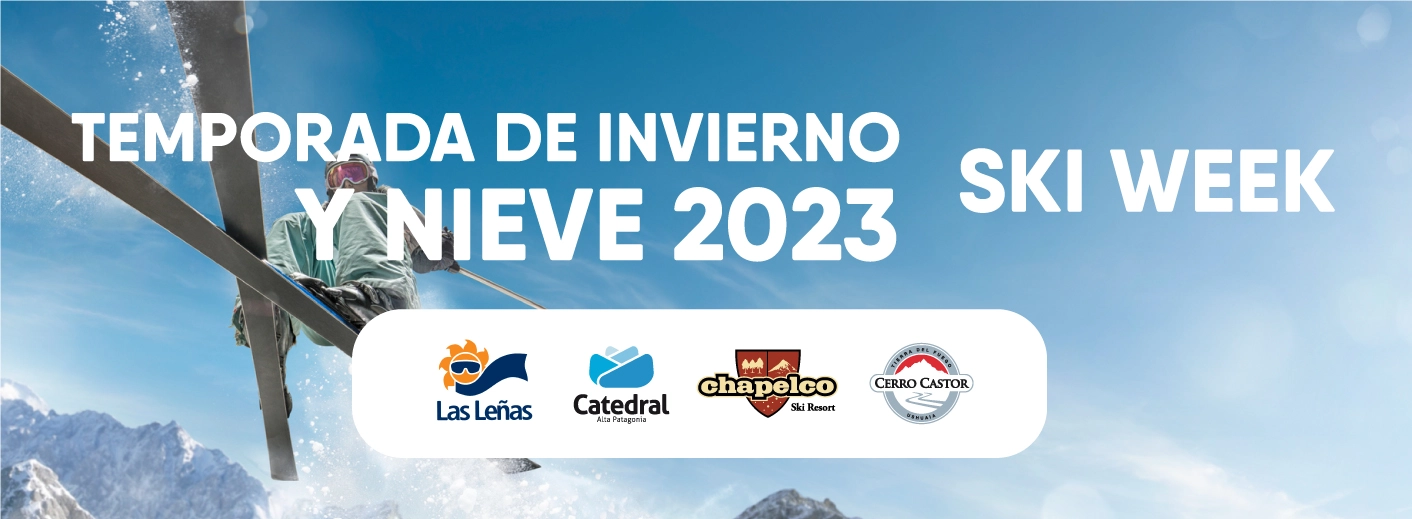 TEMPORADA DE INVIERNO
Y NIEVE 2023
SKI WEEK
Las Leñas
Catedral
Alta Patagonia
chapelco
Ski Resort
TIERRA DEL FUEGO
CERRO CASTOR
USHUAIA